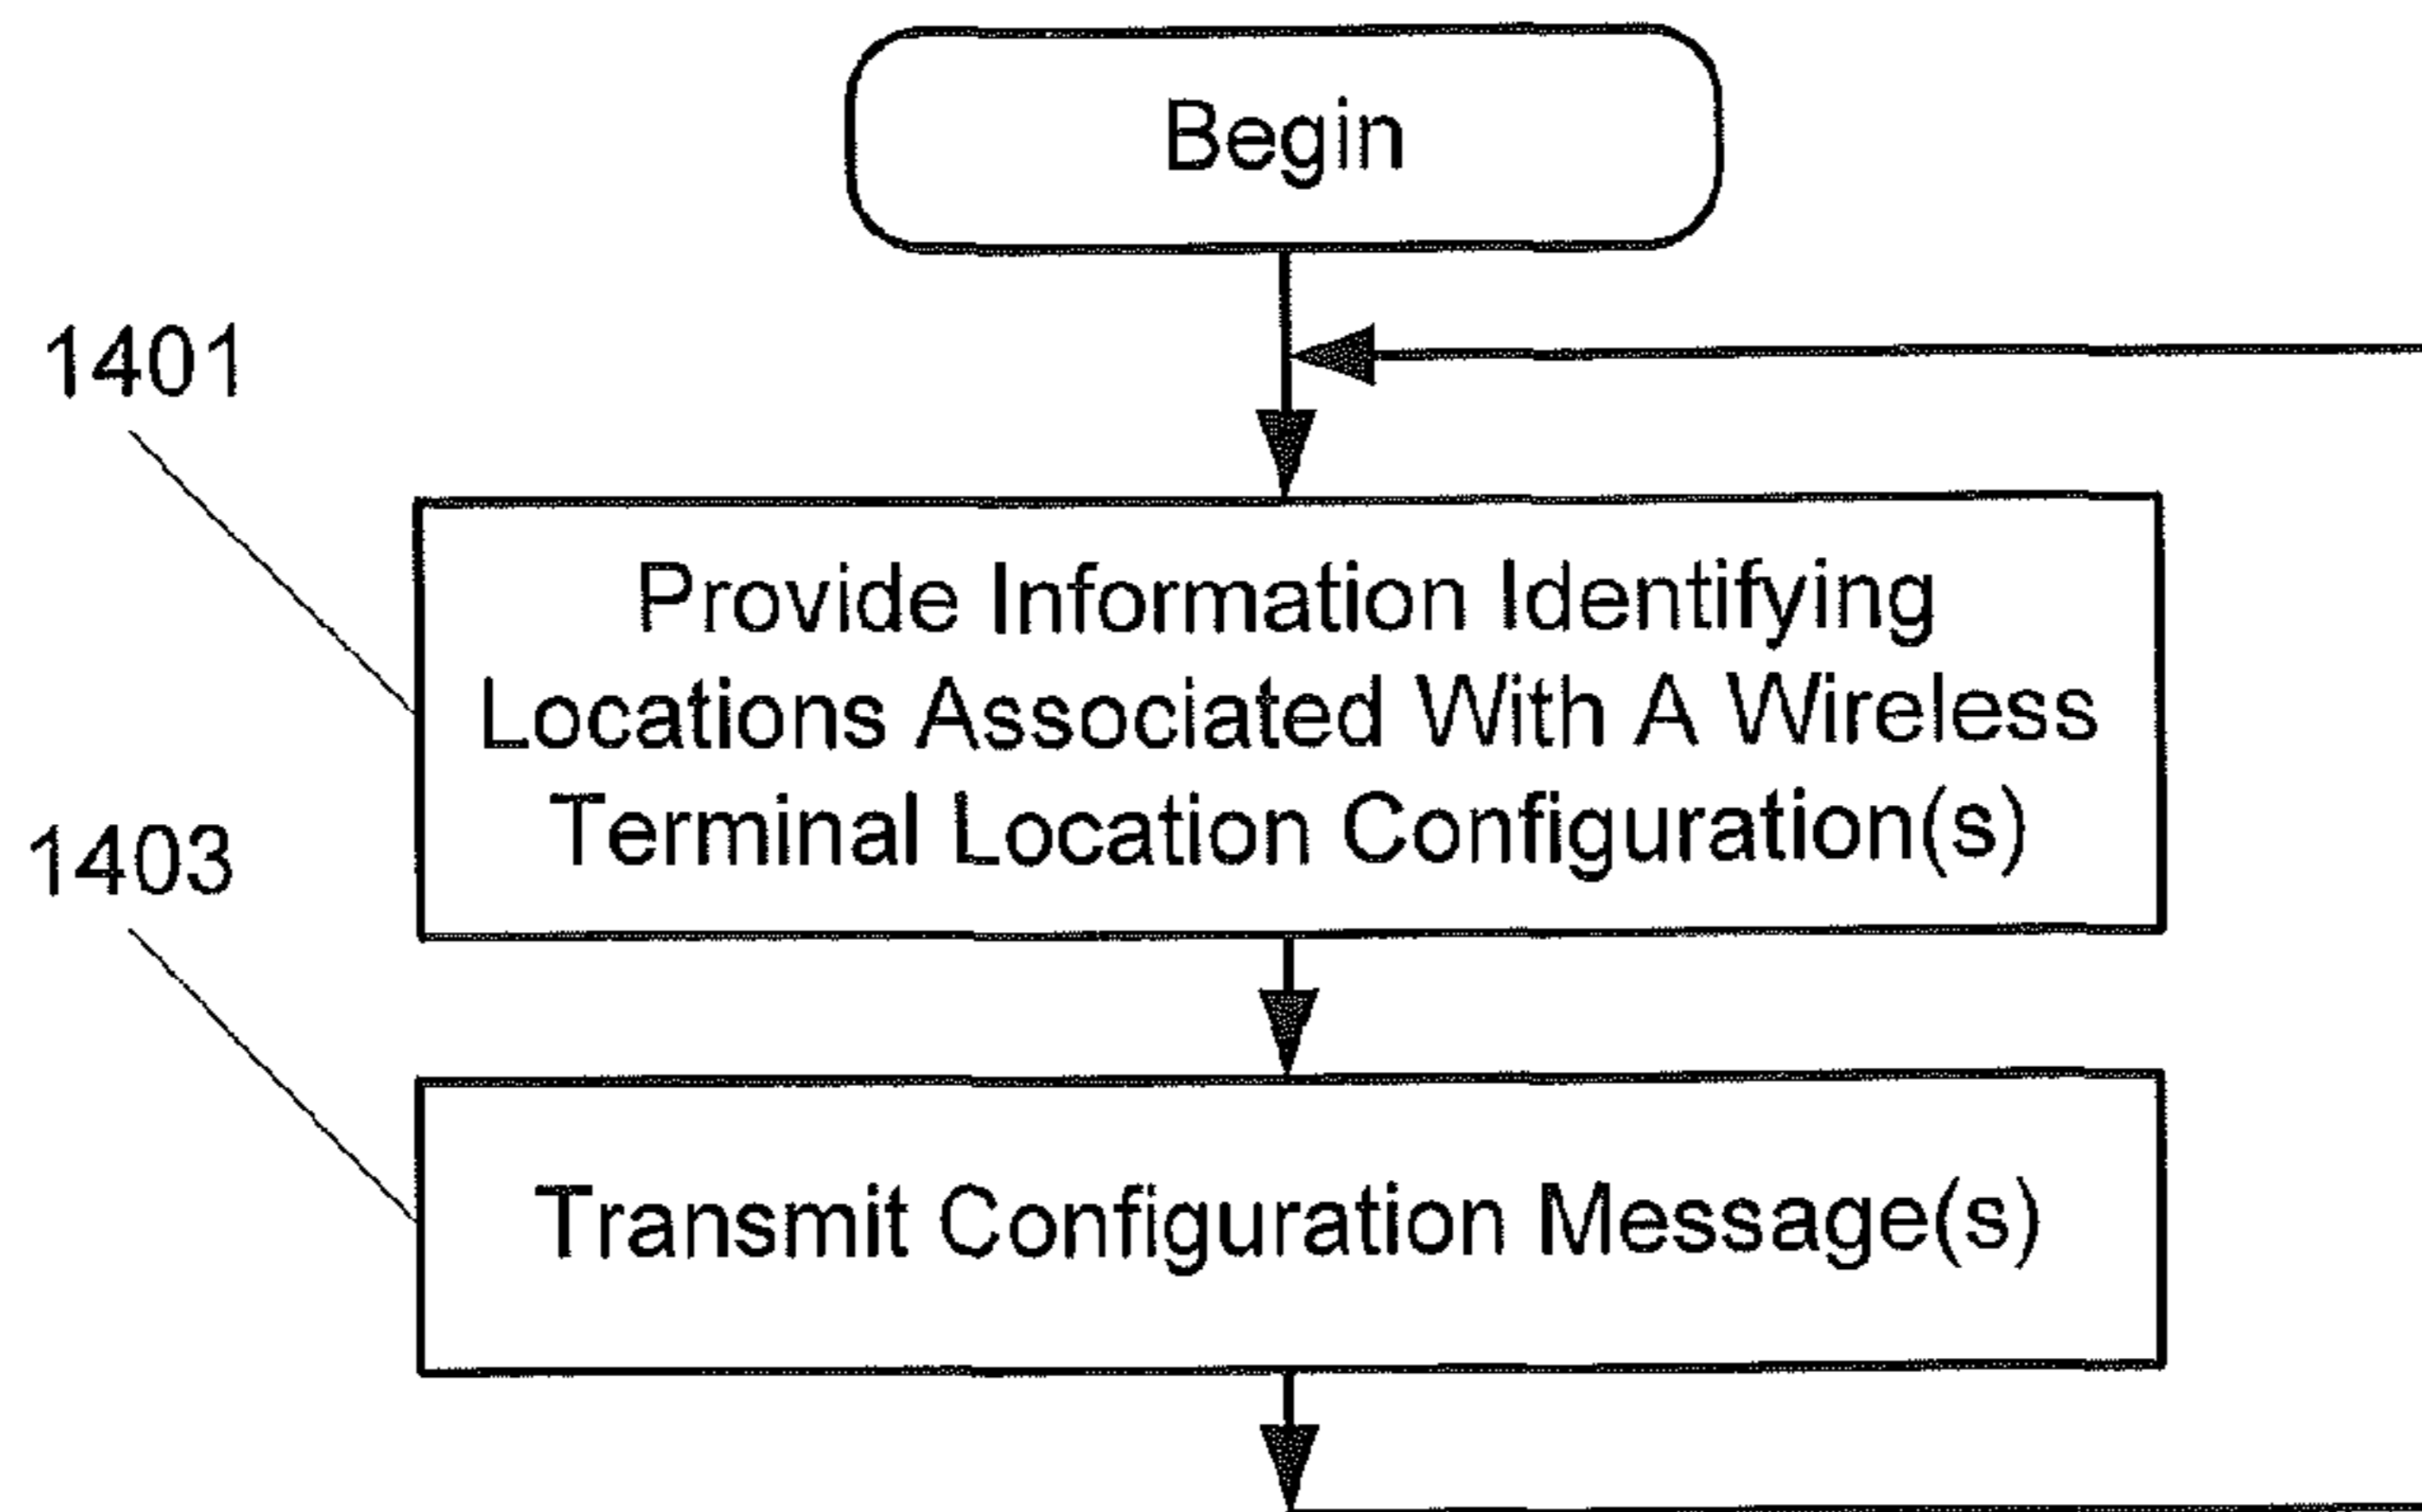 Begin
1401
Provide Information Identifying
Locations Associated With A Wireless
Terminal Location Configuration(s)
1403
Transmit Configuration Message(s)